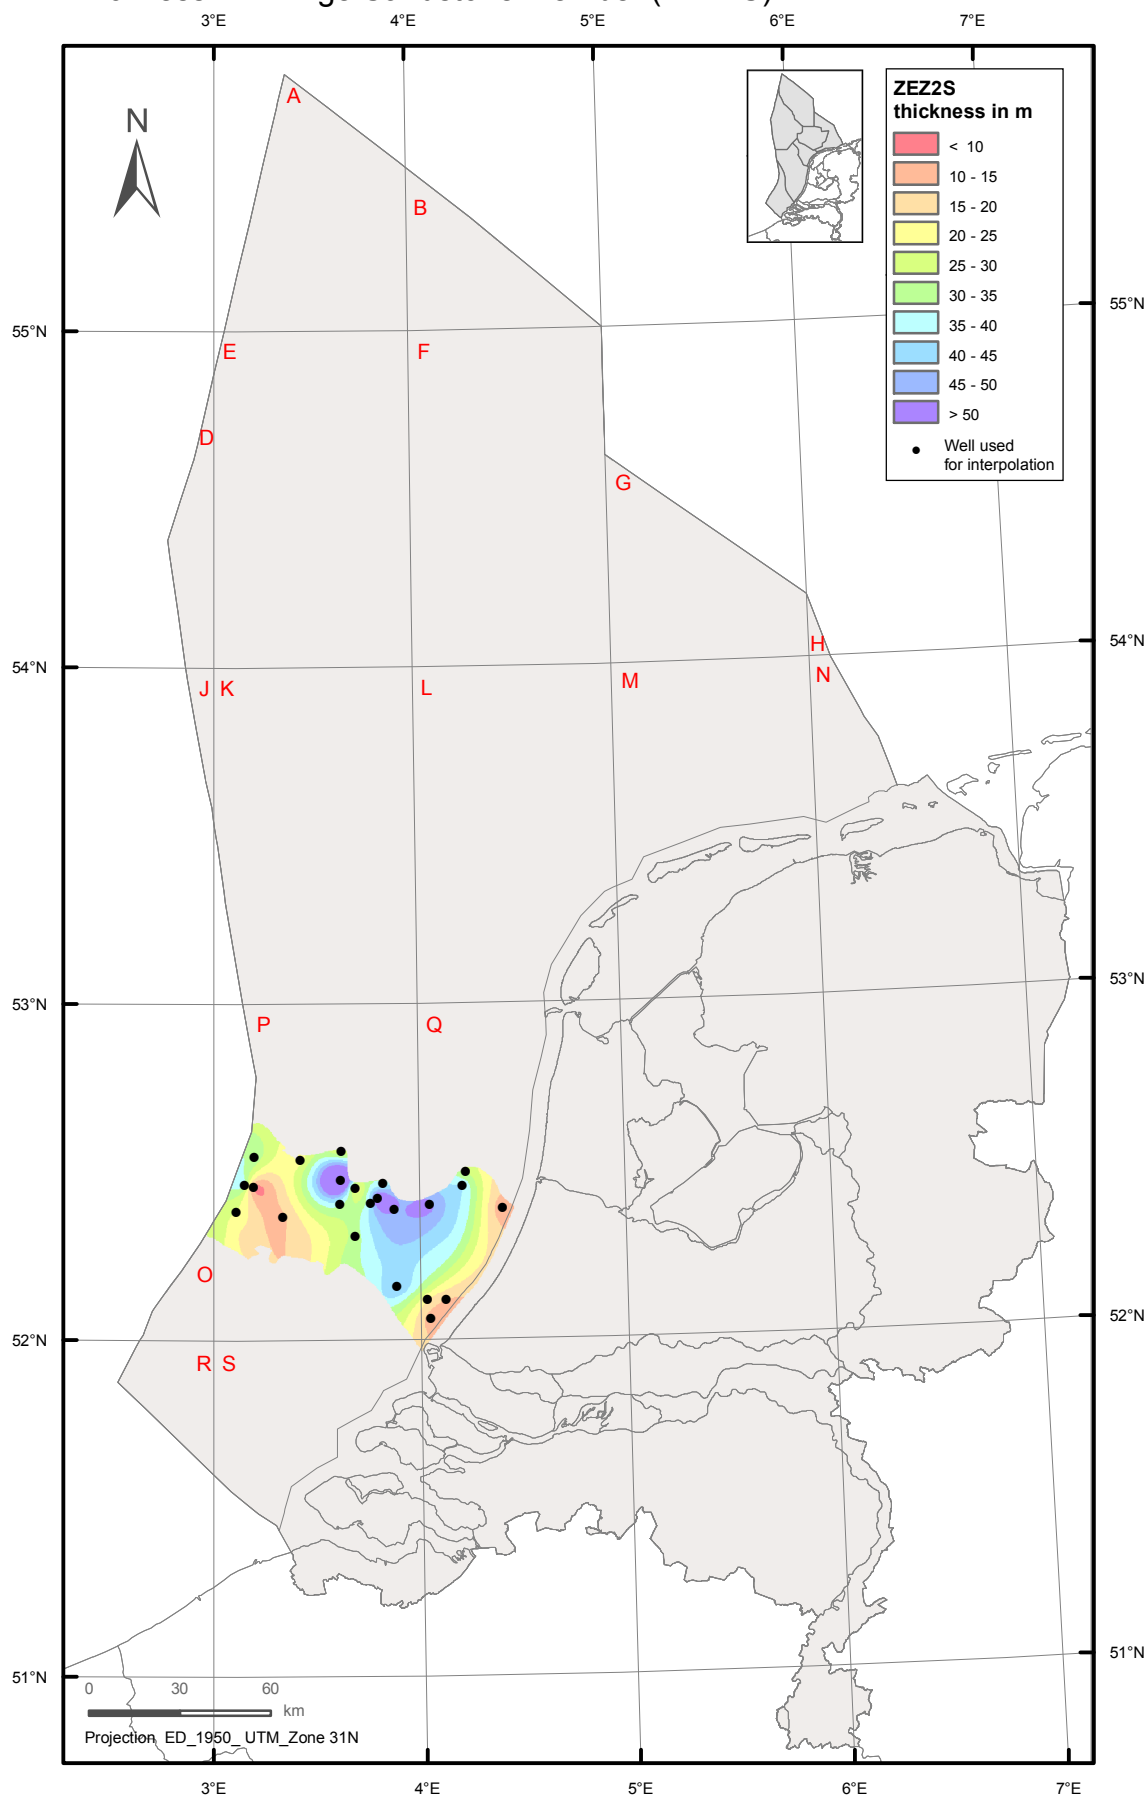 3°E 4°E 5°E 6°E 7°E
N
ZEZ2S
thickness in m
< 10
10 - 15
15 - 20
20 - 25
25 - 30
30 - 35
35 - 40
40 - 45
45 - 50
> 50
Well used
for interpolation
A
B
55°N 55°N
E F
D
G
H
54°N 54°N
J K L M N
53°N 53°N
P Q
O
52°N 52°N
R S
51°N 51°N
0 30 60
km
Projection ED_1950_UTM_Zone 31N
3°E 4°E 5°E 6°E 7°E